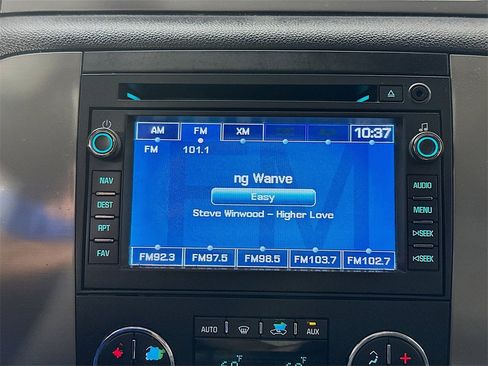 AM FM XM 10:37
FM 101.1
ng Wanve
Easy
Steve Winwood - Higher Love
FM92.3 FM97.5 FM98.5 FM103.7 FM102.7
NAV
DEST
RPT
FAV
AUDIO
MENU
SEEK
SEEK
AUTO AUX